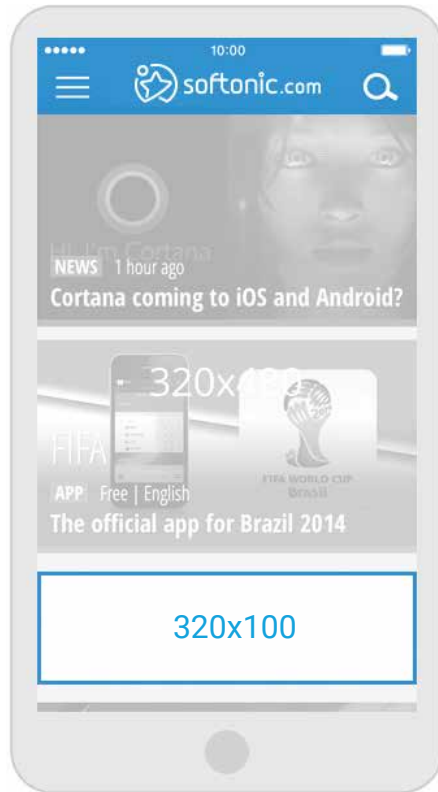 10:00
softonic.com
Hi, I'm Cortana
NEWS 1 hour ago
Cortana coming to iOS and Android?
320x480
FIFA
FIFA WORLD CUP
Brasil
APP Free | English
The official app for Brazil 2014
320x100